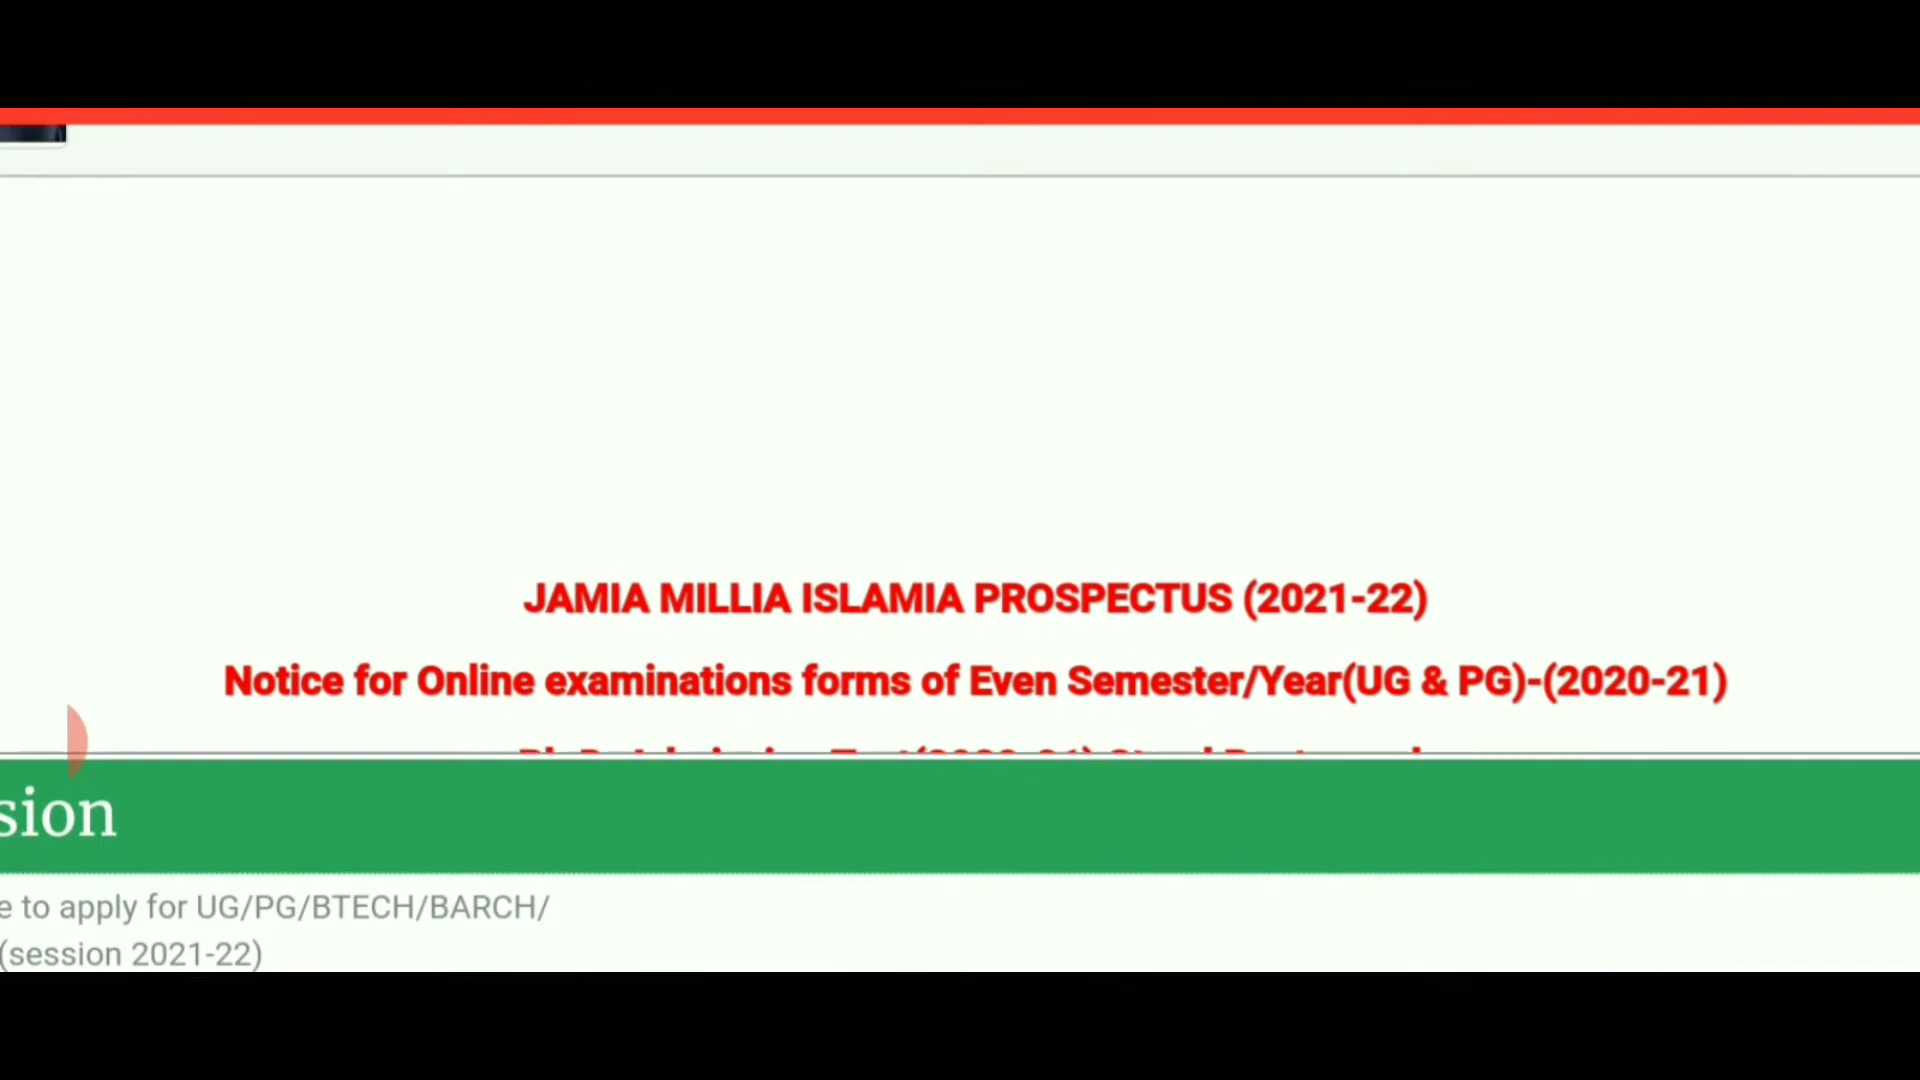 JAMIA MILLIA ISLAMIA PROSPECTUS (2021-22)
Notice for Online examinations forms of Even Semester/Year(UG & PG)-(2020-21)
sion
e to apply for UG/PG/BTECH/BARCH/
(session 2021-22)